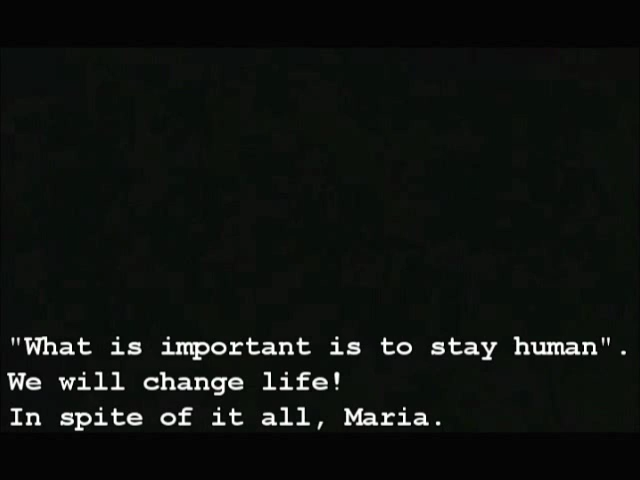 "What is important is to stay human".
We will change life!
In spite of it all, Maria.